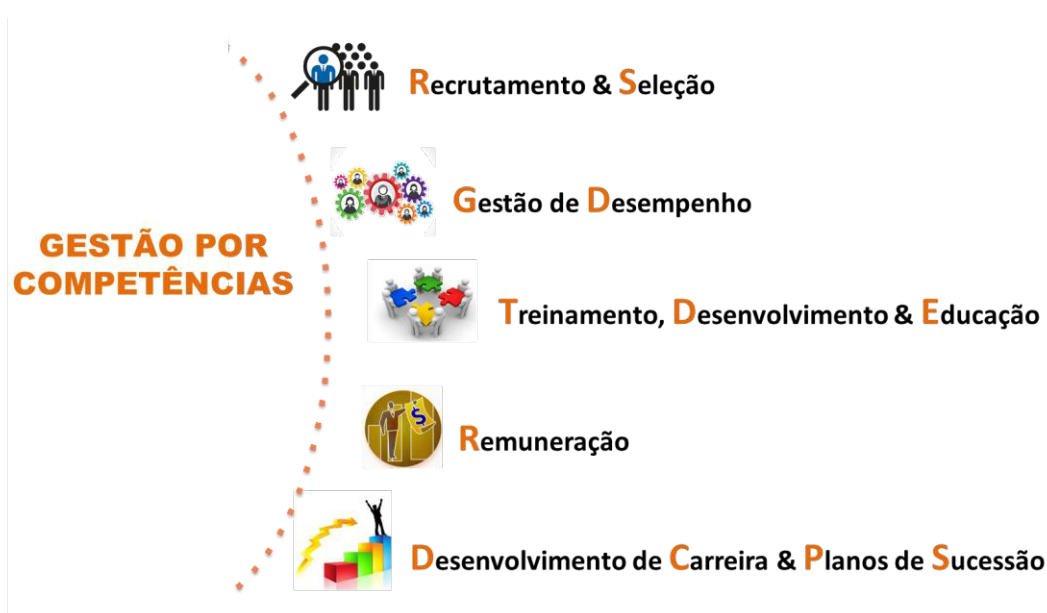 Recrutamento & Seleção
Gestão de Desempenho
GESTÃO POR
COMPETÊNCIAS
Treinamento, Desenvolvimento & Educação
$
Remuneração
Desenvolvimento de Carreira & Planos de Sucessão